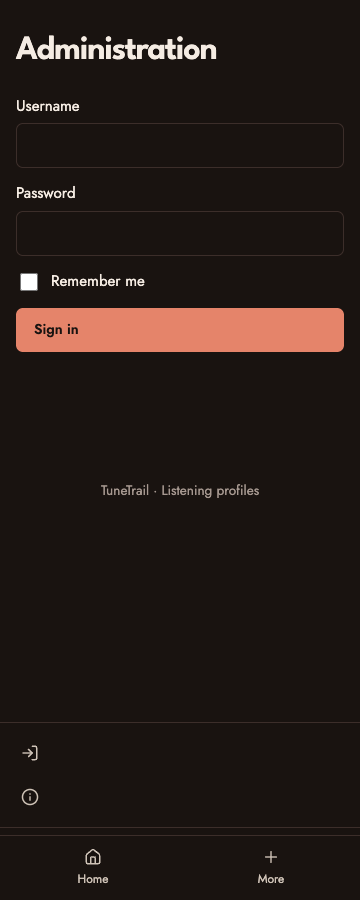 Administration
Username
Password
Remember me
Sign in
TuneTrail · Listening profiles
Home
More